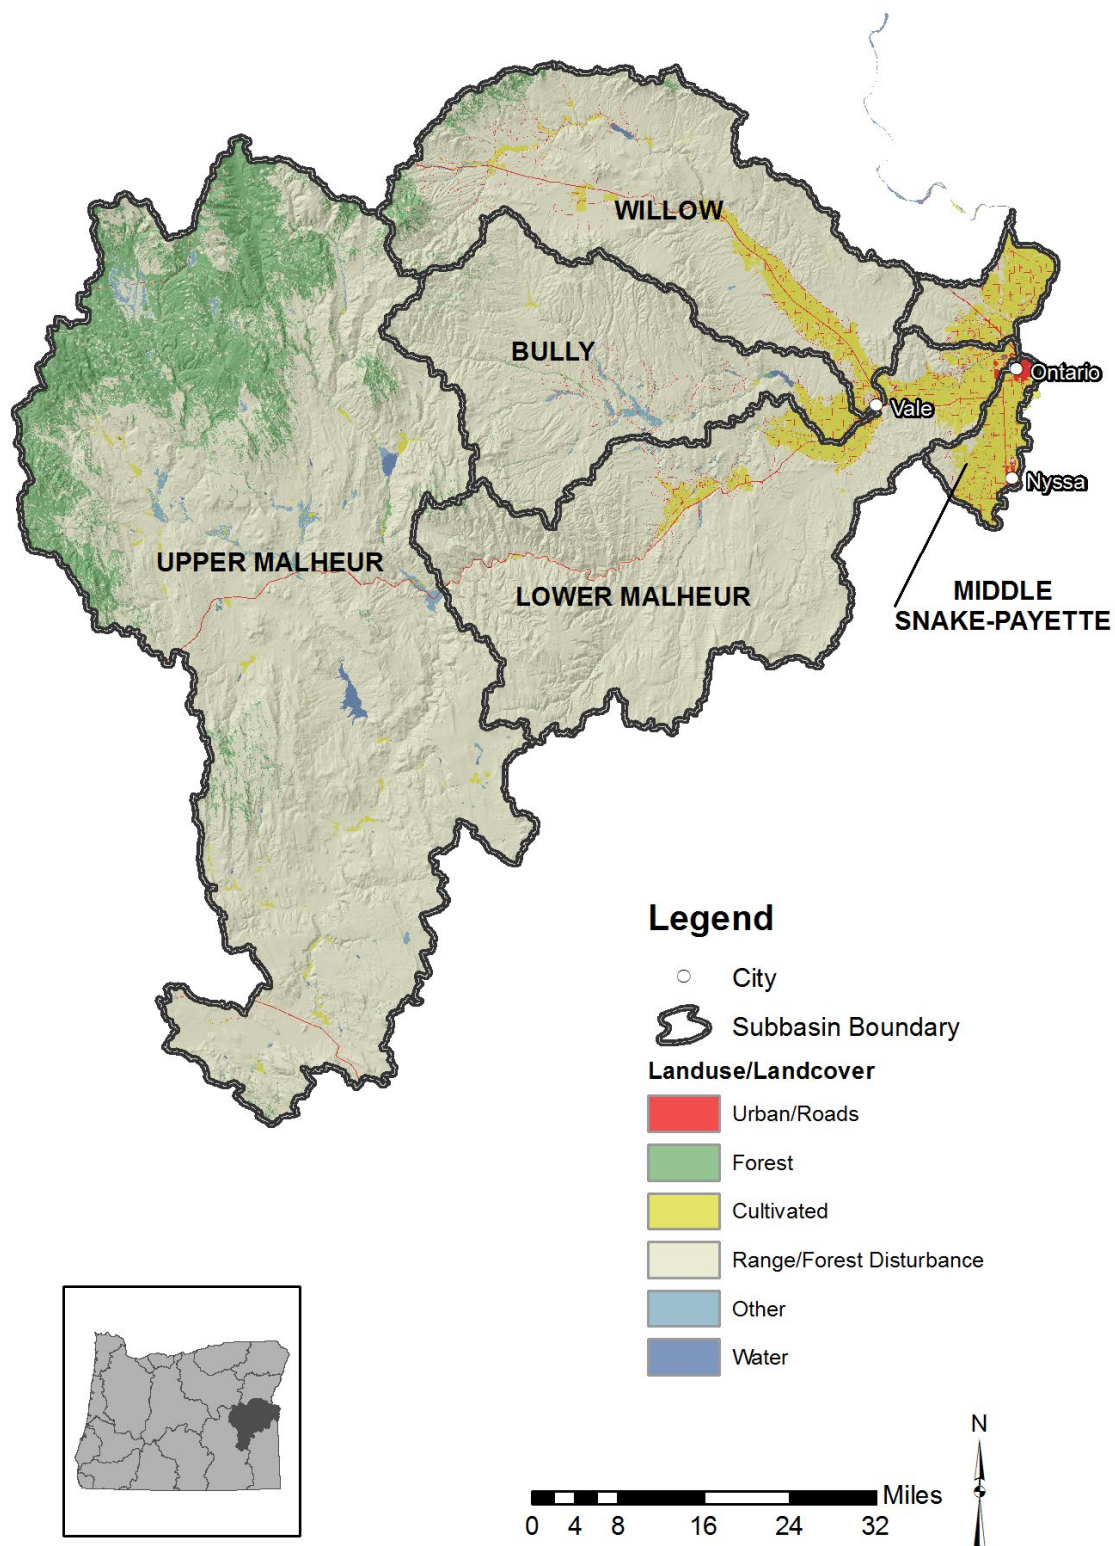 WILLOW
BULLY
Ontario
Vale
Nyssa
UPPER MALHEUR
LOWER MALHEUR
MIDDLE
SNAKE-PAYETTE
Legend
City
Subbasin Boundary
Landuse/Landcover
Urban/Roads
Forest
Cultivated
Range/Forest Disturbance
Other
Water
N
Miles
0 4 8 16 24 32